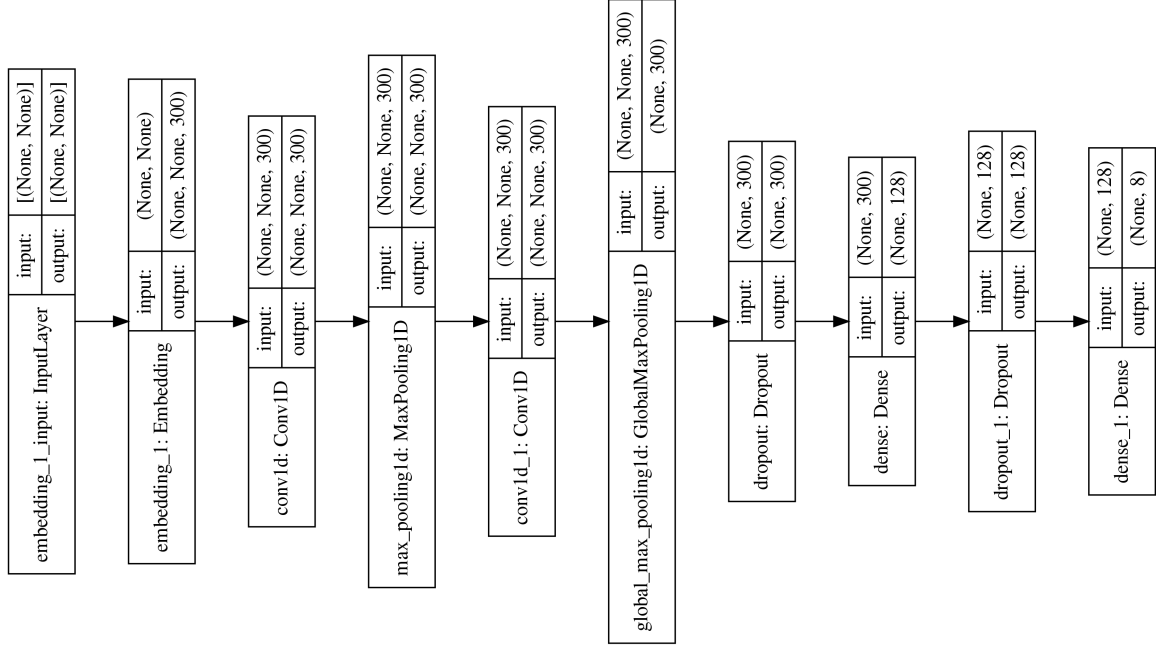 embedding_1_input: InputLayer
input:
output:
[(None, None)]
[(None, None)]
embedding_1: Embedding
input:
output:
(None, None)
(None, None, 300)
conv1d: Conv1D
input:
output:
(None, None, 300)
(None, None, 300)
max_pooling1d: MaxPooling1D
input:
output:
(None, None, 300)
(None, None, 300)
conv1d_1: Conv1D
input:
output:
(None, None, 300)
(None, None, 300)
global_max_pooling1d: GlobalMaxPooling1D
input:
output:
(None, None, 300)
(None, 300)
dropout: Dropout
input:
output:
(None, 300)
(None, 300)
dense: Dense
input:
output:
(None, 300)
(None, 128)
dropout_1: Dropout
input:
output:
(None, 128)
(None, 128)
dense_1: Dense
input:
output:
(None, 128)
(None, 8)